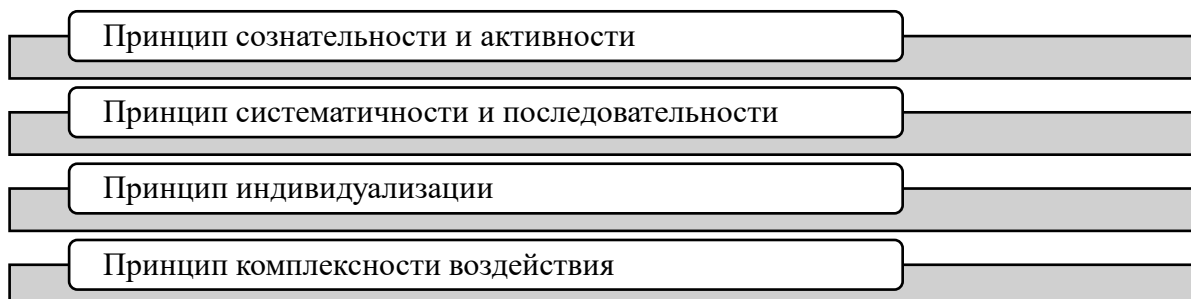 Принцип сознательности и активности
Принцип систематичности и последовательности
Принцип индивидуализации
Принцип комплексности воздействия